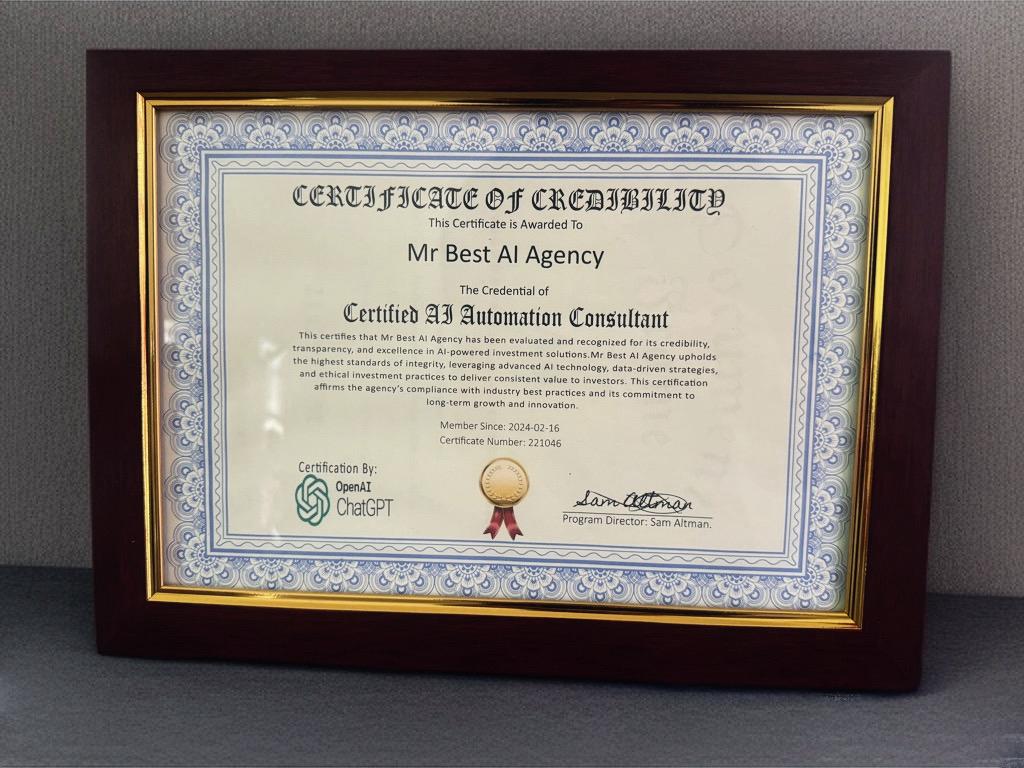 CERTIFICATE OF CREDIBILITY
This Certificate is Awarded To
Mr Best AI Agency
The Credential of
Certified AI Automation Consultant
This certifies that Mr Best AI Agency has been evaluated and recognized for its credibility,
transparency, and excellence in AI-powered investment solutions.Mr Best AI Agency upholds
the highest standards of integrity, leveraging advanced AI technology, data-driven strategies,
and ethical investment practices to deliver consistent value to investors. This certification
affirms the agency's compliance with industry best practices and its commitment to
long-term growth and innovation.
Member Since: 2024-02-16
Certificate Number: 221046
Certification By:
OpenAI
ChatGPT
Sam Altman
Program Director: Sam Altman.